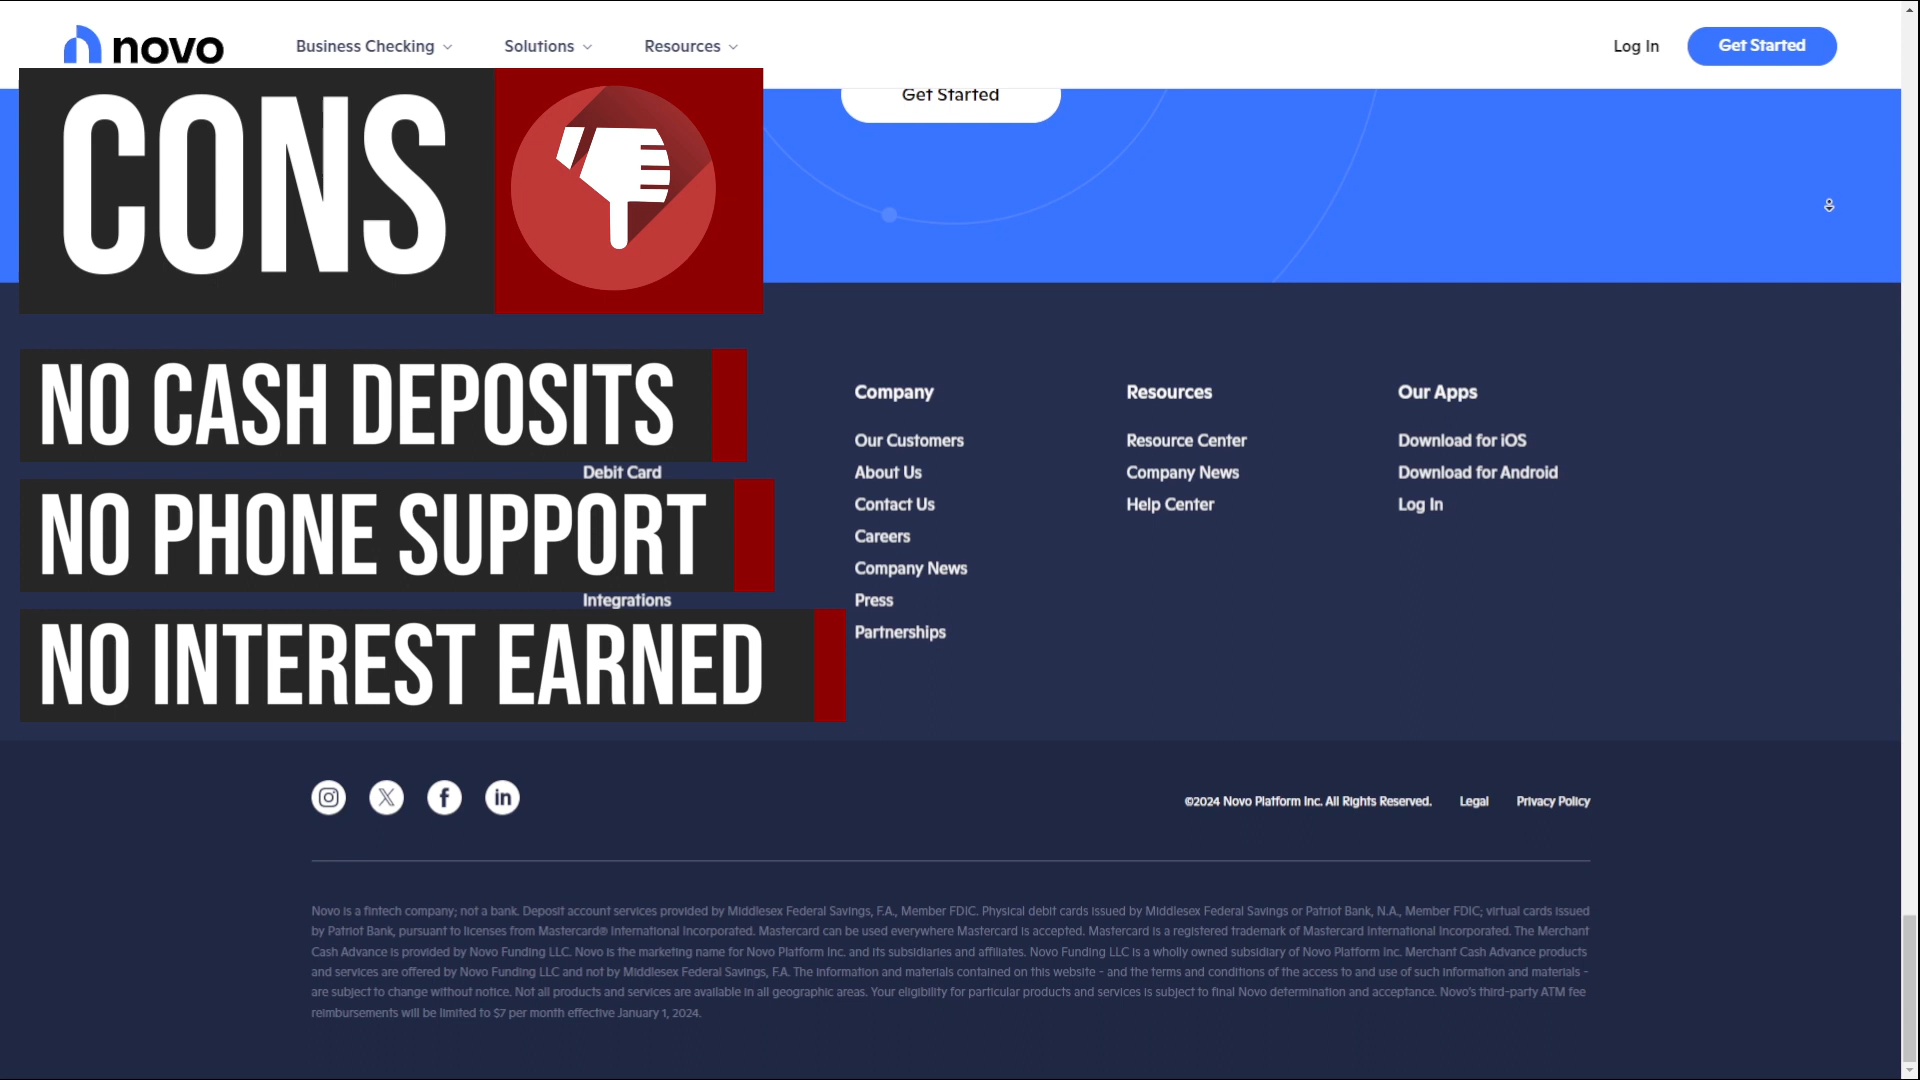 novo
Business Checking
Solutions
Resources
Log In
Get Started
Get Started
CONS
NO CASH DEPOSITS
NO PHONE SUPPORT
NO INTEREST EARNED
Debit Card
Integrations
Company
Our Customers
About Us
Contact Us
Careers
Company News
Press
Partnerships
Resources
Resource Center
Company News
Help Center
Our Apps
Download for iOS
Download for Android
Log In
©2024 Novo Platform Inc. All Rights Reserved.
Legal
Privacy Policy
Novo is a fintech company; not a bank. Deposit account services provided by Middlesex Federal Savings, F.A., Member FDIC. Physical debit cards issued by Middlesex Federal Savings or Patriot Bank, N.A., Member FDIC; virtual cards issued
by Patriot Bank, pursuant to licenses from Mastercard® International Incorporated. Mastercard can be used everywhere Mastercard is accepted. Mastercard is a registered trademark of Mastercard International Incorporated. The Merchant
Cash Advance is provided by Novo Funding LLC. Novo is the marketing name for Novo Platform Inc. and its subsidiaries and affiliates. Novo Funding LLC is a wholly owned subsidiary of Novo Platform Inc. Merchant Cash Advance products
and services are offered by Novo Funding LLC and not by Middlesex Federal Savings, F.A. The information and materials contained on this website - and the terms and conditions of the access to and use of such information and materials -
are subject to change without notice. Not all products and services are available in all geographic areas. Your eligibility for particular products and services is subject to final Novo determination and acceptance. Novo's third-party ATM fee
reimbursements will be limited to $7 per month effective January 1, 2024.